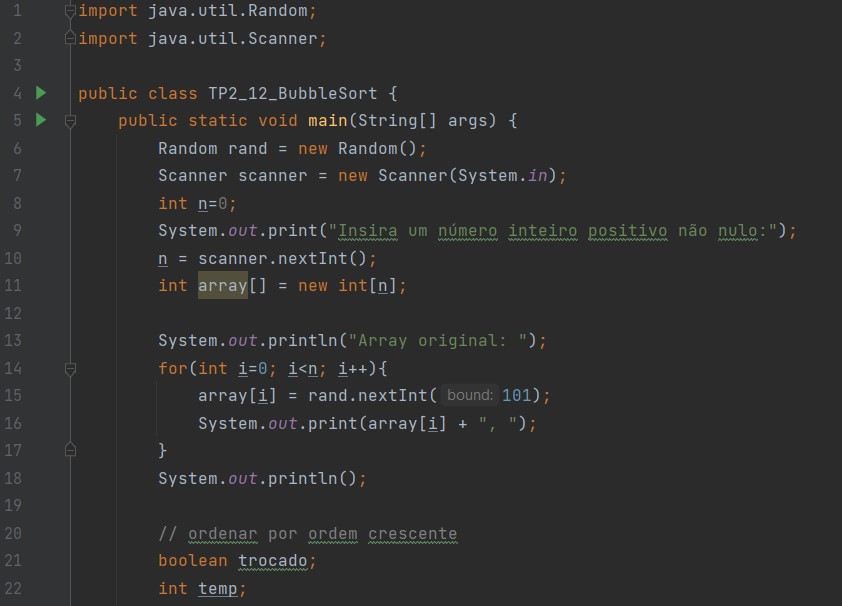 1 import java.util.Random;
2 import java.util.Scanner;
3
4 public class TP2_12_BubbleSort {
5 public static void main(String[] args) {
6 Random rand = new Random();
7 Scanner scanner = new Scanner(System.in);
8 int n=0;
9 System.out.print("Insira um número inteiro positivo não nulo:");
10 n = scanner.nextInt();
11 int array[] = new int[n];
12
13 System.out.println("Array original: ");
14 for(int i=0; i<n; i++){
15 array[i] = rand.nextInt( bound: 101);
16 System.out.print(array[i] + ", ");
17 }
18 System.out.println();
19
20 // ordenar por ordem crescente
21 boolean trocado;
22 int temp;